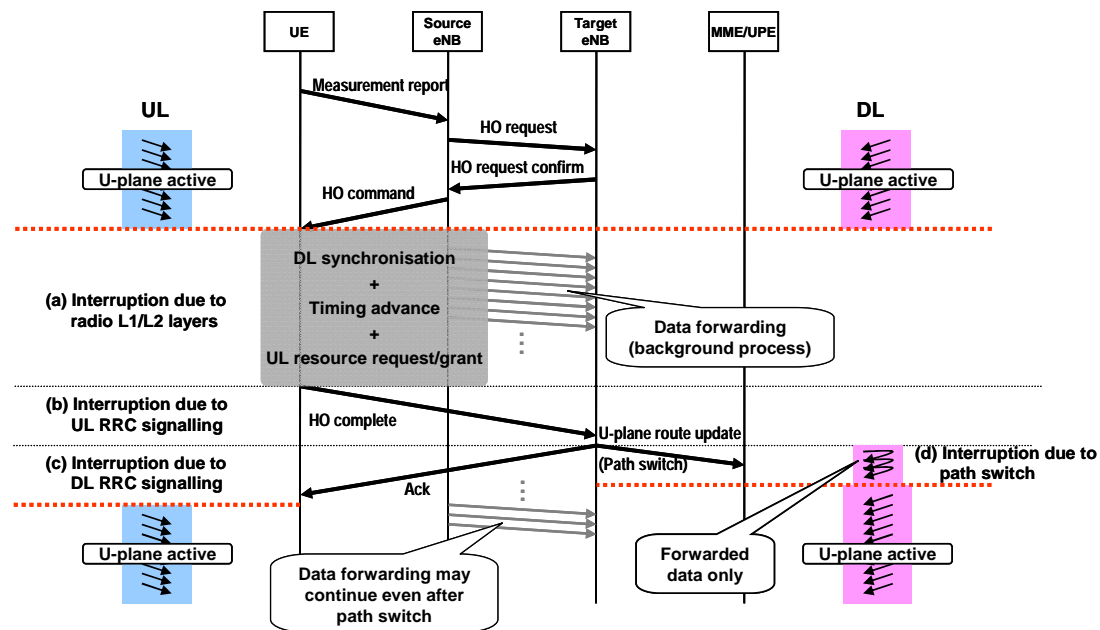 UE
Source
eNB
Target
eNB
MME/UPE
Measurement report
UL
DL
HO request
HO request confirm
U-plane active
U-plane active
HO command
DL synchronisation
+
Timing advance
+
UL resource request/grant
(a) Interruption due to
radio L1/L2 layers
Data forwarding
(background process)
(b) Interruption due to
UL RRC signalling
HO complete
U-plane route update
(c) Interruption due to
DL RRC signalling
(Path switch)
(d) Interruption due to
path switch
Ack
U-plane active
U-plane active
Forwarded
data only
Data forwarding may
continue even after
path switch